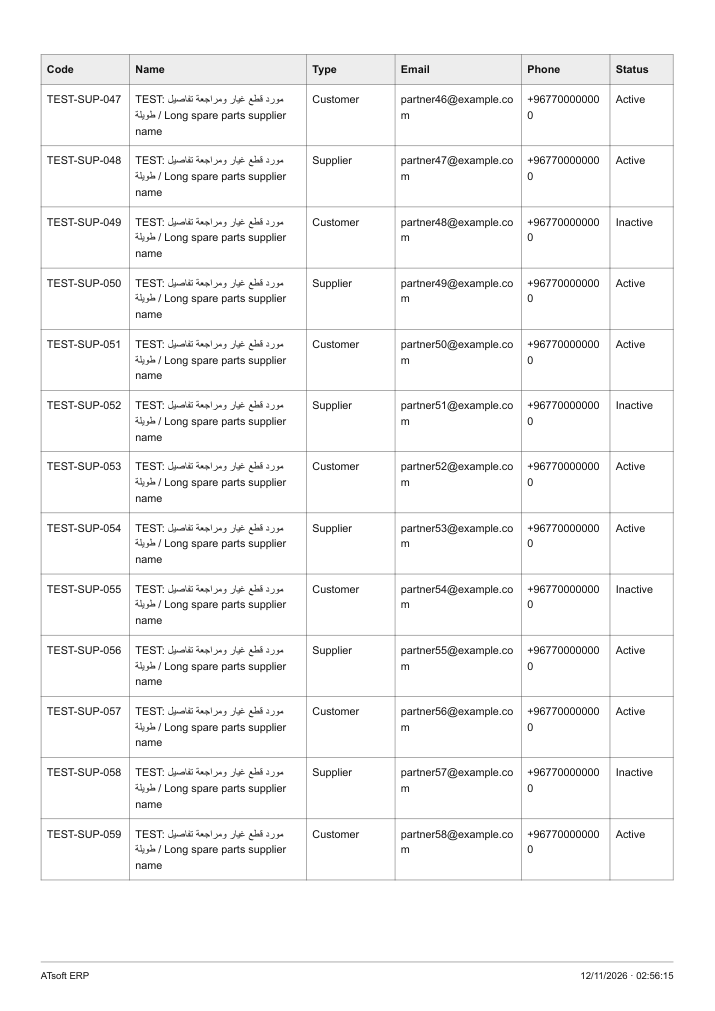 Code Name Type Email Phone Status
TEST-SUP-047 TEST: مورد قطع غيار ومراجعة تفاصيل Customer partner46@example.co +96770000000 Active
طويلة / Long spare parts supplier m 0
name
TEST-SUP-048 TEST: مورد قطع غيار ومراجعة تفاصيل Supplier partner47@example.co +96770000000 Active
طويلة / Long spare parts supplier m 0
name
TEST-SUP-049 TEST: مورد قطع غيار ومراجعة تفاصيل Customer partner48@example.co +96770000000 Inactive
طويلة / Long spare parts supplier m 0
name
TEST-SUP-050 TEST: مورد قطع غيار ومراجعة تفاصيل Supplier partner49@example.co +96770000000 Active
طويلة / Long spare parts supplier m 0
name
TEST-SUP-051 TEST: مورد قطع غيار ومراجعة تفاصيل Customer partner50@example.co +96770000000 Active
طويلة / Long spare parts supplier m 0
name
TEST-SUP-052 TEST: مورد قطع غيار ومراجعة تفاصيل Supplier partner51@example.co +96770000000 Inactive
طويلة / Long spare parts supplier m 0
name
TEST-SUP-053 TEST: مورد قطع غيار ومراجعة تفاصيل Customer partner52@example.co +96770000000 Active
طويلة / Long spare parts supplier m 0
name
TEST-SUP-054 TEST: مورد قطع غيار ومراجعة تفاصيل Supplier partner53@example.co +96770000000 Active
طويلة / Long spare parts supplier m 0
name
TEST-SUP-055 TEST: مورد قطع غيار ومراجعة تفاصيل Customer partner54@example.co +96770000000 Inactive
طويلة / Long spare parts supplier m 0
name
TEST-SUP-056 TEST: مورد قطع غيار ومراجعة تفاصيل Supplier partner55@example.co +96770000000 Active
طويلة / Long spare parts supplier m 0
name
TEST-SUP-057 TEST: مورد قطع غيار ومراجعة تفاصيل Customer partner56@example.co +96770000000 Active
طويلة / Long spare parts supplier m 0
name
TEST-SUP-058 TEST: مورد قطع غيار ومراجعة تفاصيل Supplier partner57@example.co +96770000000 Inactive
طويلة / Long spare parts supplier m 0
name
TEST-SUP-059 TEST: مورد قطع غيار ومراجعة تفاصيل Customer partner58@example.co +96770000000 Active
طويلة / Long spare parts supplier m 0
name
ATsoft ERP 12/11/2026 · 02:56:15